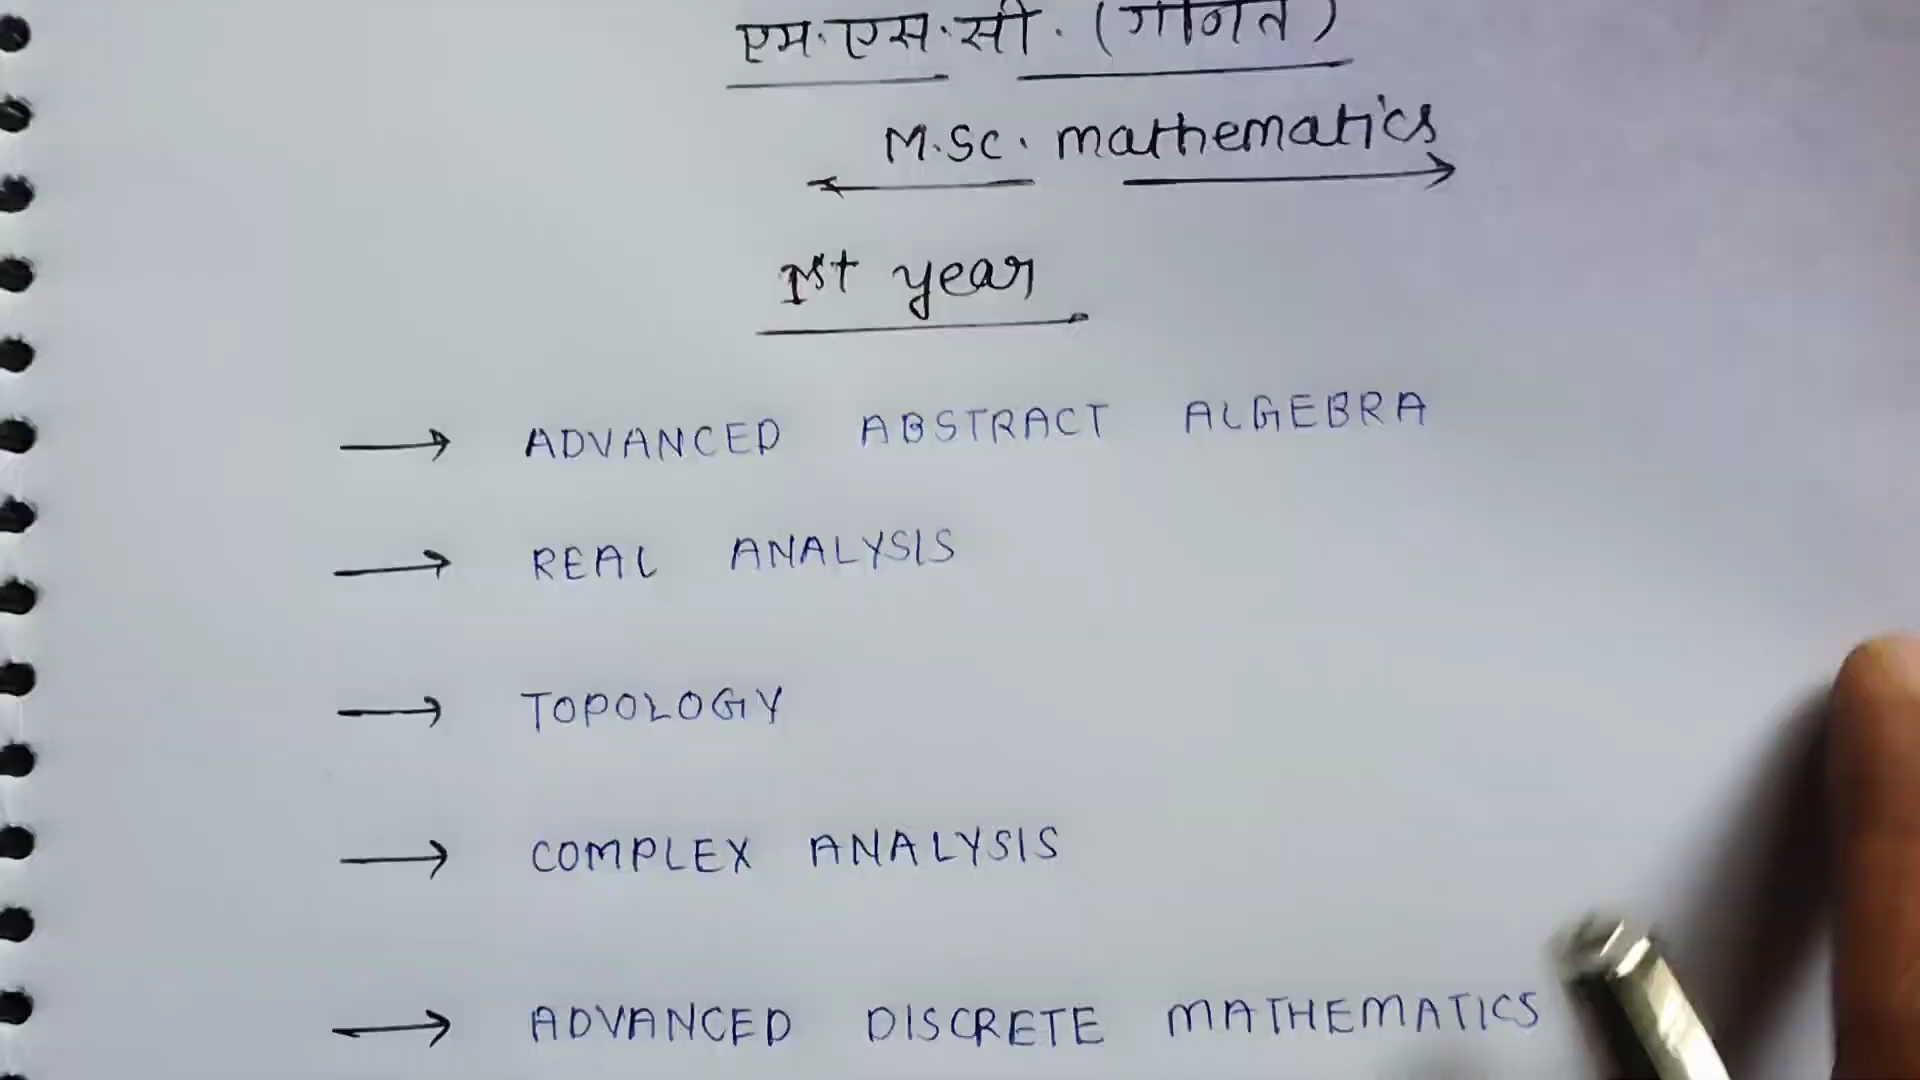 एम.एस.सी. (गणित)
M.Sc. mathematics
1st year
→ ADVANCED ABSTRACT ALGEBRA
→ REAL ANALYSIS
→ TOPOLOGY
→ COMPLEX ANALYSIS
→ ADVANCED DISCRETE MATHEMATICS